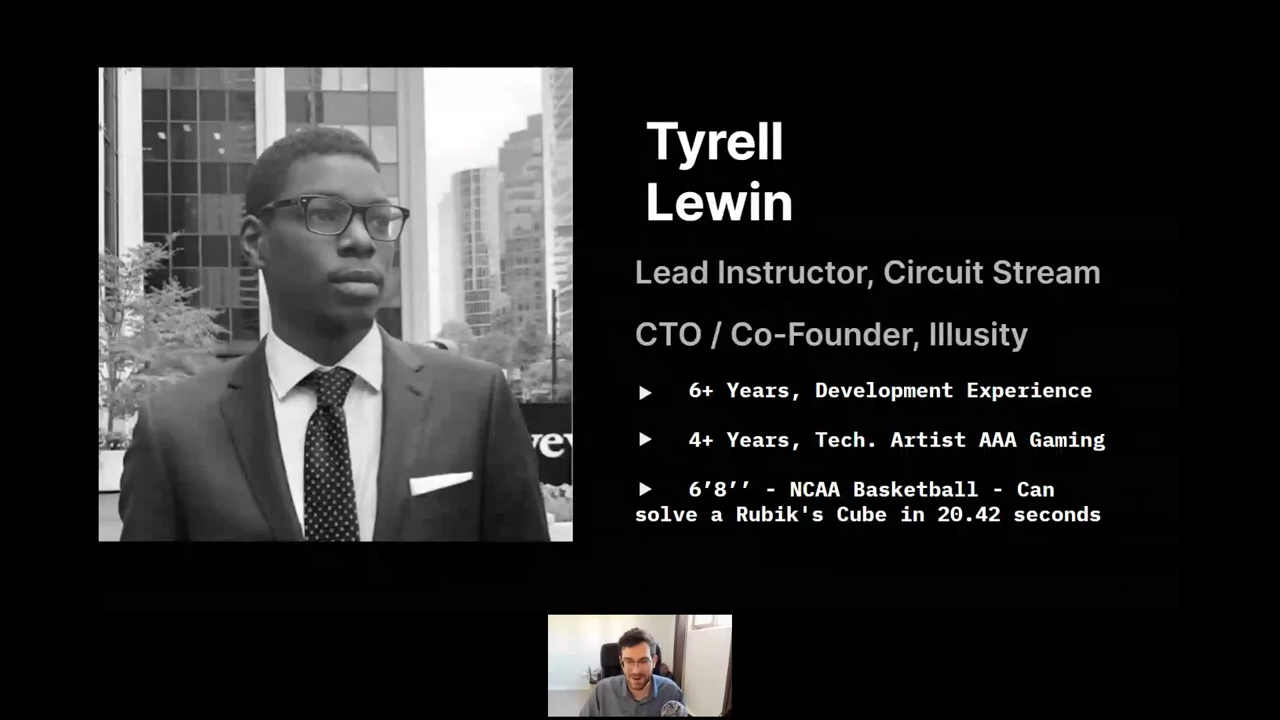 Tyrell
Lewin
Lead Instructor, Circuit Stream
CTO / Co-Founder, Illusity
▶ 6+ Years, Development Experience
▶ 4+ Years, Tech. Artist AAA Gaming
▶ 6’8’’ - NCAA Basketball - Can
solve a Rubik's Cube in 20.42 seconds